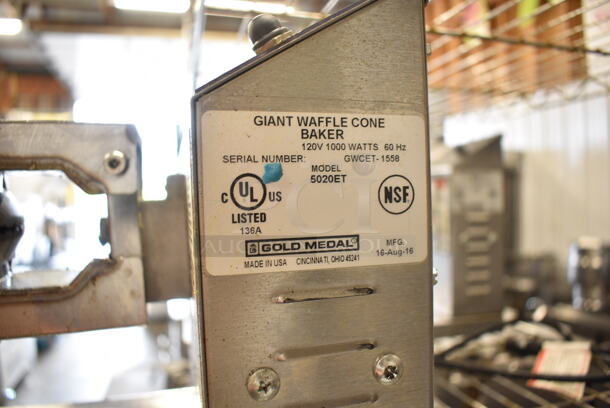 GIANT WAFFLE CONE
BAKER
120V 1000 WATTS 60 Hz
SERIAL NUMBER: GWCET-1558
MODEL
5020ET
C UL US
LISTED
136A
NSF
GOLD MEDAL
MFG.
MADE IN USA CINCINNATI, OHIO 45241
16-Aug-16